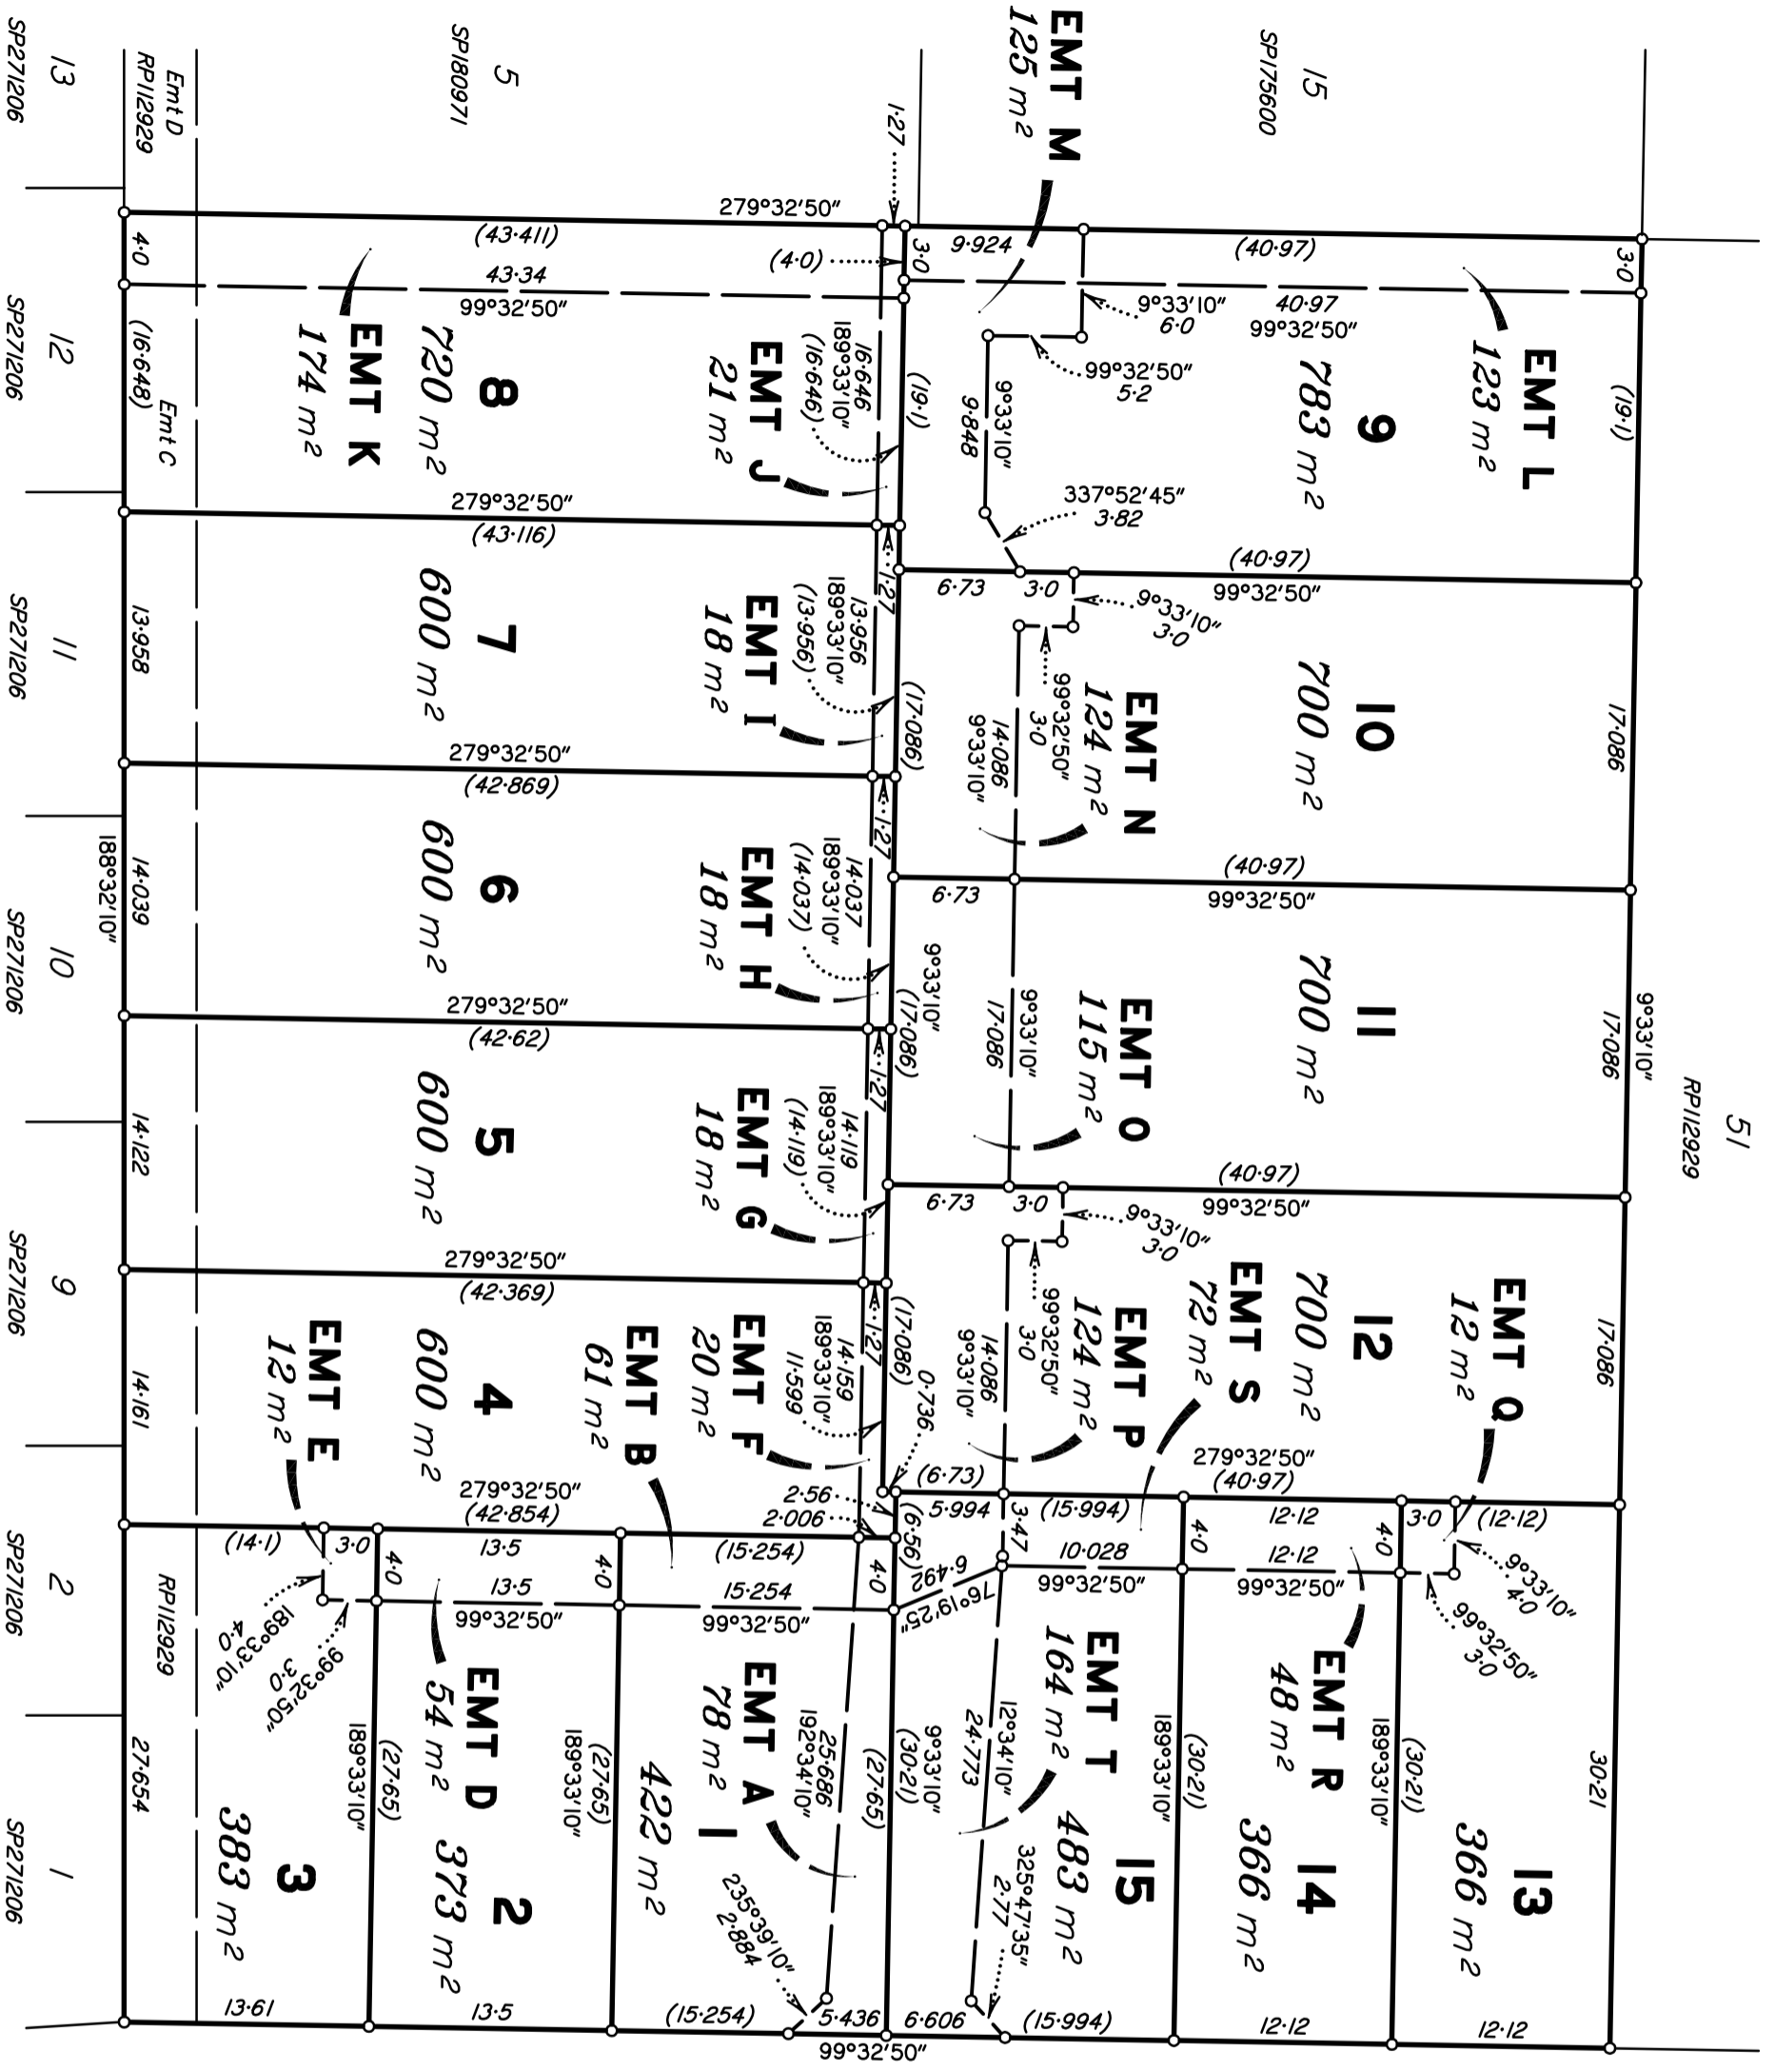 13
SP271206
Emt D
RP112929
5
SP180971
15
SP175600
EMT M
125 m²
1·27
12
SP271206
11
SP271206
10
SP271206
9
SP271206
2
SP271206
1
SP271206
51
RP112929
279°32'50"
(43·411)
4·0
43·34
99°32'50"
(4·0)
3·0
9·924
(40·97)
3·0
40·97
99°32'50"
9°33'10"
6·0
99°32'50"
5·2
9°33'10"
9·848
337°52'45"
3·82
EMT L
123 m²
9
783 m²
(19·1)
(19·1)
8
720 m²
EMT K
174 m²
EMT J
21 m²
16·646
189°33'10"
(16·646)
(16·648)
Emt C
279°32'50"
(43·116)
1·27
7
600 m²
EMT I
18 m²
13·956
189°33'10"
(13·956)
13·958
(17·086)
6·73
3·0
(40·97)
99°32'50"
9°33'10"
3·0
99°32'50"
3·0
14·086
9°33'10"
EMT N
124 m²
10
700 m²
17·086
279°32'50"
(42·869)
1·27
6
600 m²
EMT H
18 m²
14·037
189°33'10"
(14·037)
14·039
188°32'10"
6·73
(40·97)
99°32'50"
9°33'10"
(17·086)
9°33'10"
17·086
EMT O
115 m²
11
700 m²
9°33'10"
17·086
279°32'50"
(42·62)
1·27
5
600 m²
EMT G
18 m²
14·119
189°33'10"
(14·119)
14·122
6·73
3·0
(40·97)
99°32'50"
9°33'10"
3·0
99°32'50"
3·0
14·086
9°33'10"
EMT P
124 m²
EMT S
72 m²
12
700 m²
EMT Q
12 m²
17·086
279°32'50"
(42·369)
1·27
(17·086)
0·736
4
600 m²
EMT F
20 m²
14·159
189°33'10"
11·599
EMT B
61 m²
EMT E
12 m²
14·161
279°32'50"
(42·854)
2·56
2·006
(6·73)
279°32'50"
(40·97)
(14·1)
3·0
13·5
(15·254)
4·0
4·0
4·0
13·5
99°32'50"
15·254
99°32'50"
(6·56)
5·994
3·47
(15·994)
12·12
3·0
(12·12)
4·0
4·0
10·028
99°32'50"
12·12
99°32'50"
6·492
76°19'25"
9°33'10"
4·0
99°32'50"
3·0
189°33'10"
4·0
99°32'50"
3·0
RP112929
27·654
3
383 m²
189°33'10"
(27·65)
EMT D
54 m²
2
373 m²
189°33'10"
(27·65)
EMT A
78 m²
1
422 m²
25·686
192°34'10"
235°39'10"
2·884
(27·65)
9°33'10"
(30·21)
12°34'10"
24·773
325°47'35"
2·77
EMT T
164 m²
15
483 m²
189°33'10"
(30·21)
EMT R
48 m²
14
366 m²
189°33'10"
(30·21)
13
366 m²
30·21
13·61
13·5
(15·254)
5·436
99°32'50"
6·606
(15·994)
12·12
12·12